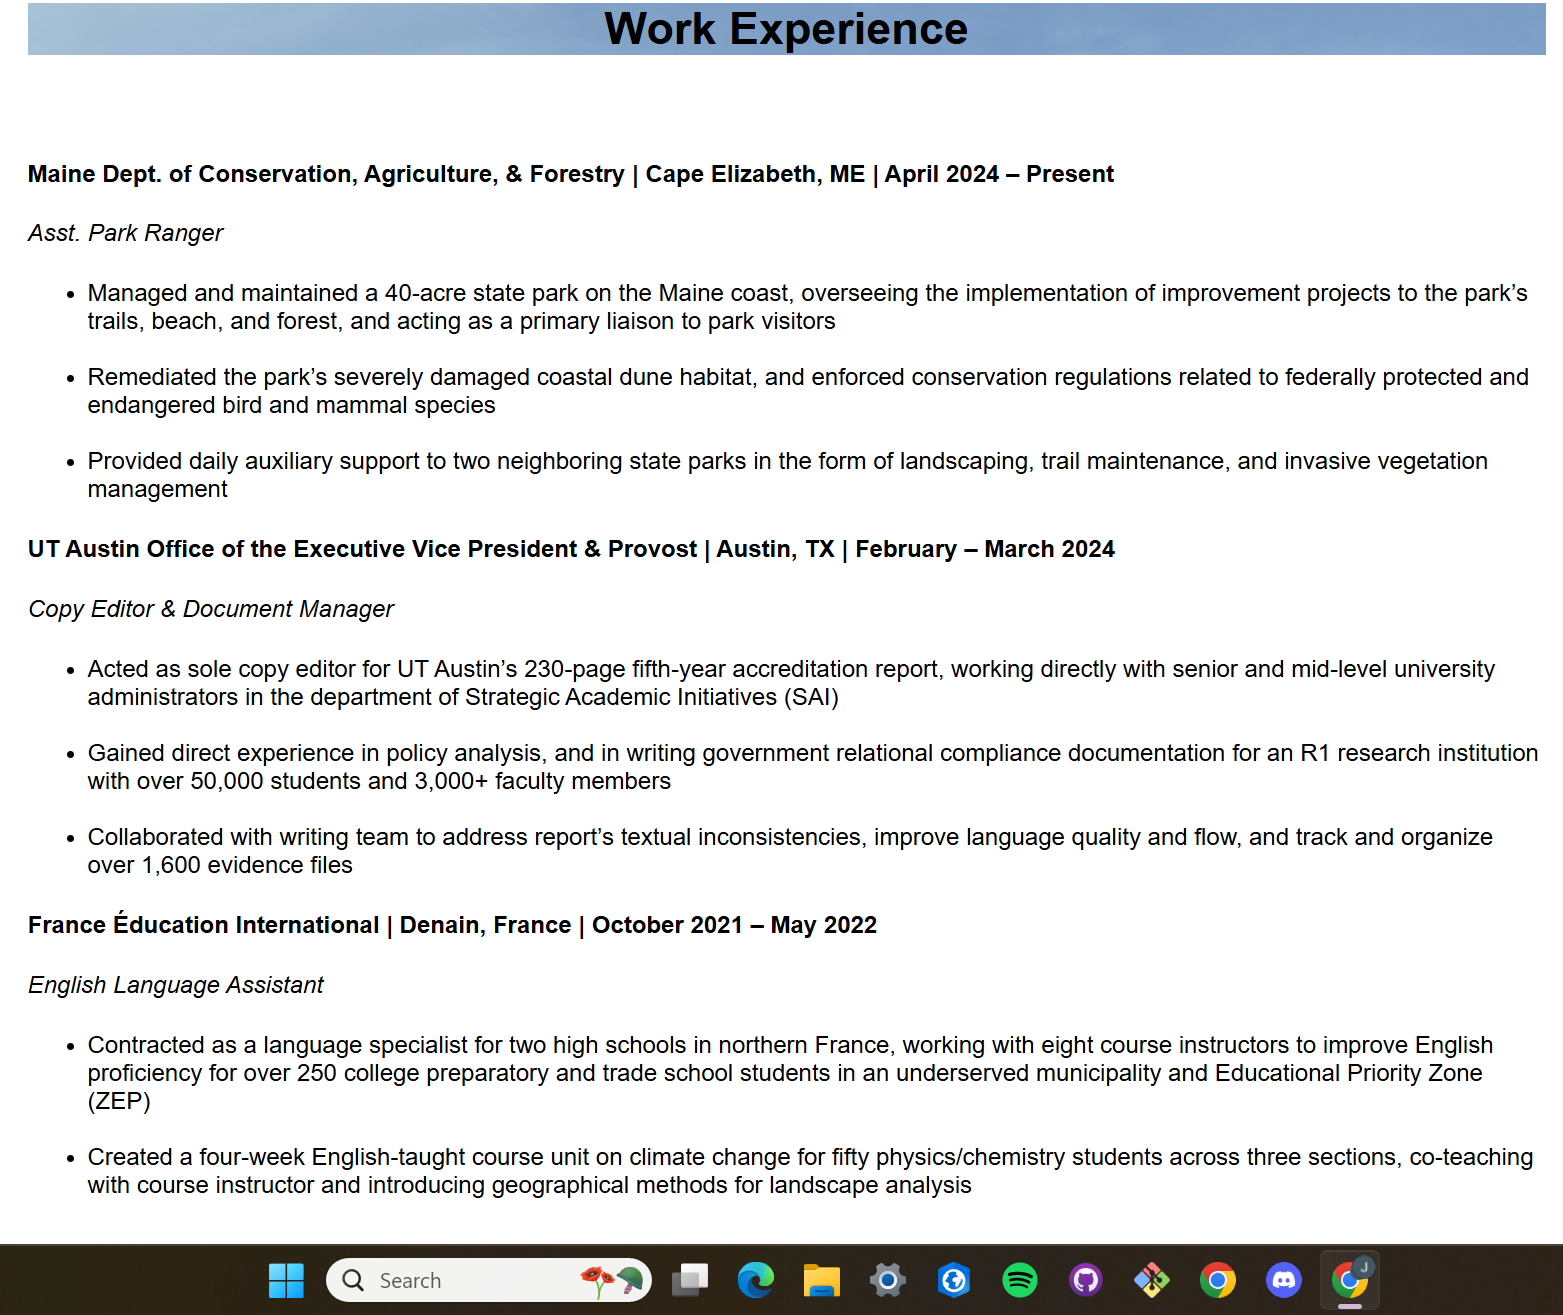 Work Experience
Maine Dept. of Conservation, Agriculture, & Forestry | Cape Elizabeth, ME | April 2024 – Present
Asst. Park Ranger
• Managed and maintained a 40-acre state park on the Maine coast, overseeing the implementation of improvement projects to the park’s
trails, beach, and forest, and acting as a primary liaison to park visitors
• Remediated the park’s severely damaged coastal dune habitat, and enforced conservation regulations related to federally protected and
endangered bird and mammal species
• Provided daily auxiliary support to two neighboring state parks in the form of landscaping, trail maintenance, and invasive vegetation
management
UT Austin Office of the Executive Vice President & Provost | Austin, TX | February – March 2024
Copy Editor & Document Manager
• Acted as sole copy editor for UT Austin’s 230-page fifth-year accreditation report, working directly with senior and mid-level university
administrators in the department of Strategic Academic Initiatives (SAI)
• Gained direct experience in policy analysis, and in writing government relational compliance documentation for an R1 research institution
with over 50,000 students and 3,000+ faculty members
• Collaborated with writing team to address report’s textual inconsistencies, improve language quality and flow, and track and organize
over 1,600 evidence files
France Éducation International | Denain, France | October 2021 – May 2022
English Language Assistant
• Contracted as a language specialist for two high schools in northern France, working with eight course instructors to improve English
proficiency for over 250 college preparatory and trade school students in an underserved municipality and Educational Priority Zone
(ZEP)
• Created a four-week English-taught course unit on climate change for fifty physics/chemistry students across three sections, co-teaching
with course instructor and introducing geographical methods for landscape analysis
Search
J